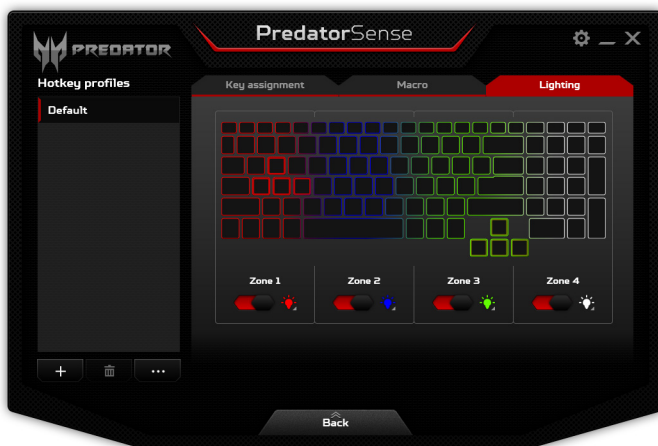 PREDATOR
PredatorSense
Hotkey profiles
Default
Key assignment
Macro
Lighting
Zone 1
Zone 2
Zone 3
Zone 4
Back